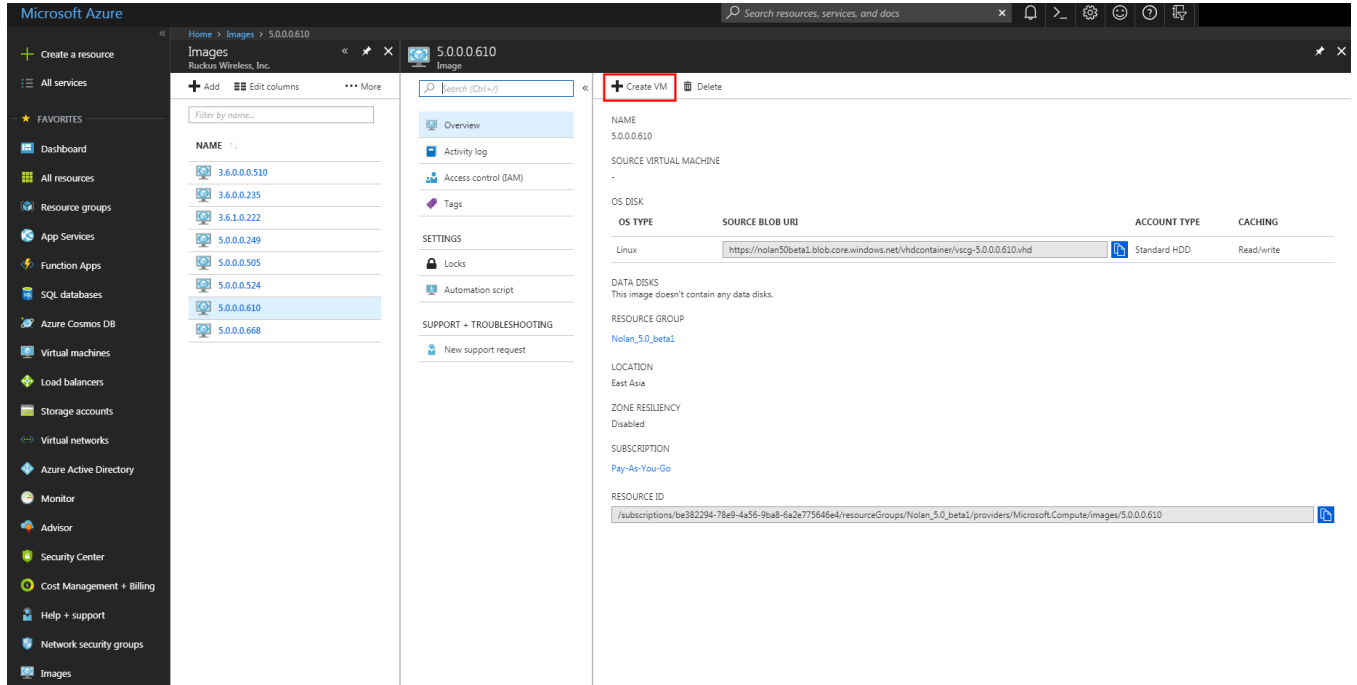 Microsoft Azure
Search resources, services, and docs
Home > Images > 5.0.0.0.610
Create a resource
All services
FAVORITES
Dashboard
All resources
Resource groups
App Services
Function Apps
SQL databases
Azure Cosmos DB
Virtual machines
Load balancers
Storage accounts
Virtual networks
Azure Active Directory
Monitor
Advisor
Security Center
Cost Management + Billing
Help + support
Network security groups
Images
Images
Ruckus Wireless, Inc.
Add Edit columns More
Filter by name...
NAME
3.6.0.0.0.510
3.6.0.0.235
3.6.1.0.222
5.0.0.0.249
5.0.0.0.505
5.0.0.0.524
5.0.0.0.610
5.0.0.0.668
5.0.0.0.610
Image
Search (Ctrl+/)
Overview
Activity log
Access control (IAM)
Tags
SETTINGS
Locks
Automation script
SUPPORT + TROUBLESHOOTING
New support request
Create VM Delete
NAME
5.0.0.0.610
SOURCE VIRTUAL MACHINE
-
OS DISK
OS TYPE SOURCE BLOB URI ACCOUNT TYPE CACHING
Linux https://nolan50beta1.blob.core.windows.net/vhdcontainer/vscg-5.0.0.0.610.vhd Standard HDD Read/write
DATA DISKS
This image doesn't contain any data disks.
RESOURCE GROUP
Nolan_5.0_beta1
LOCATION
East Asia
ZONE RESILIENCY
Disabled
SUBSCRIPTION
Pay-As-You-Go
RESOURCE ID
/subscriptions/be382294-78e9-4a56-9ba8-6a2e775646e4/resourceGroups/Nolan_5.0_beta1/providers/Microsoft.Compute/images/5.0.0.0.610